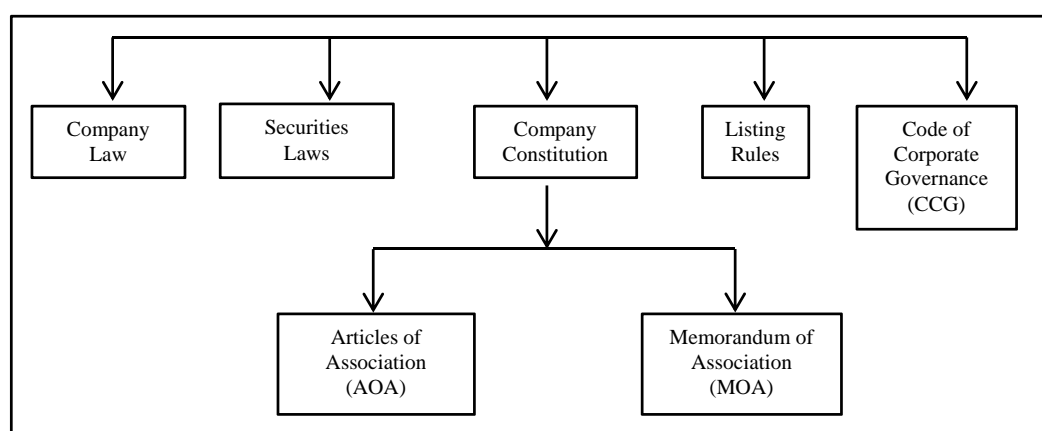 Company
Law
Securities
Laws
Company
Constitution
Listing
Rules
Code of
Corporate
Governance
(CCG)
Articles of
Association
(AOA)
Memorandum of
Association
(MOA)